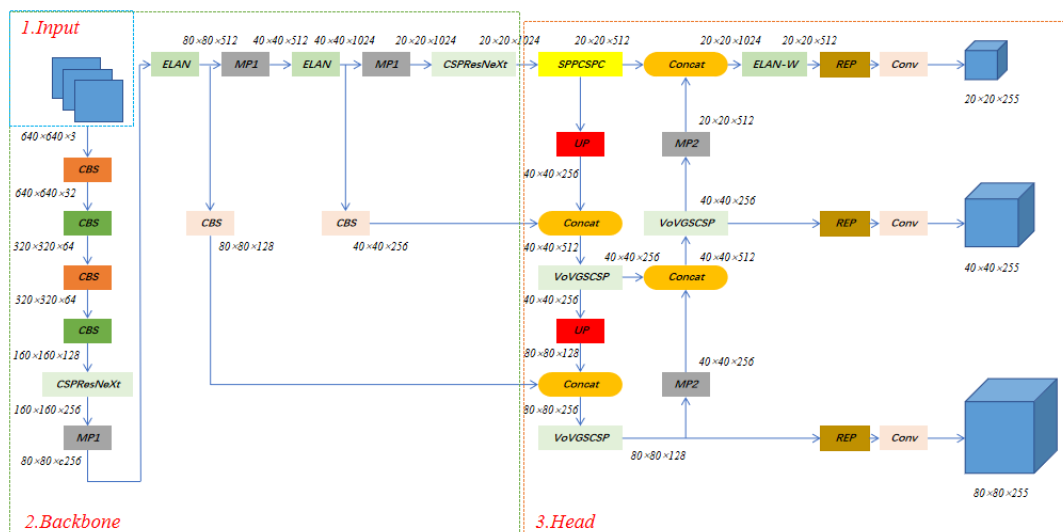 1.Input
640×640×3
CBS
640×640×32
CBS
320×320×64
CBS
320×320×64
CBS
160×160×128
CSPResNeXt
160×160×256
MP1
80×80×c256
2.Backbone
ELAN
80×80×512
MP1
40×40×512
ELAN
40×40×1024
MP1
20×20×1024
CSPResNeXt
20×20×1024
CBS
80×80×128
CBS
40×40×256
SPPCSPC
20×20×512
Concat
20×20×1024
ELAN-W
20×20×512
REP
Conv
20×20×255
UP
40×40×256
MP2
20×20×512
Concat
40×40×512
VoVGSCSP
40×40×256
REP
Conv
40×40×255
VoVGSCSP
40×40×256
Concat
40×40×512
40×40×256
UP
80×80×128
Concat
80×80×256
MP2
40×40×256
VoVGSCSP
80×80×128
REP
Conv
80×80×255
3.Head